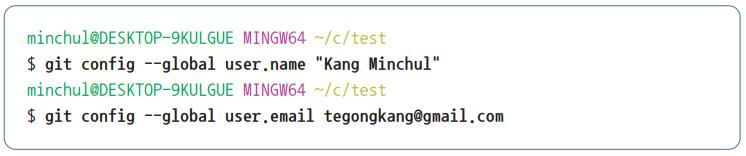 minchul@DESKTOP-9KULGUE MINGW64 ~/c/test
$ git config --global user.name "Kang Minchul"
minchul@DESKTOP-9KULGUE MINGW64 ~/c/test
$ git config --global user.email tegongkang@gmail.com